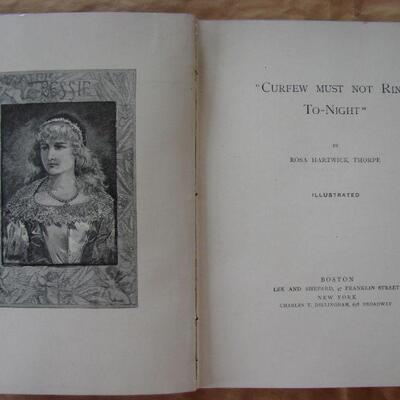 BESSIE
"CURFEW MUST NOT RIN
TO-NIGHT"
BY
ROSA HARTWICK THORPE
ILLUSTRATED
BOSTON
LEE AND SHEPARD, 47 FRANKLIN STREET
NEW YORK
CHARLES T. DILLINGHAM, 678 BROADWAY